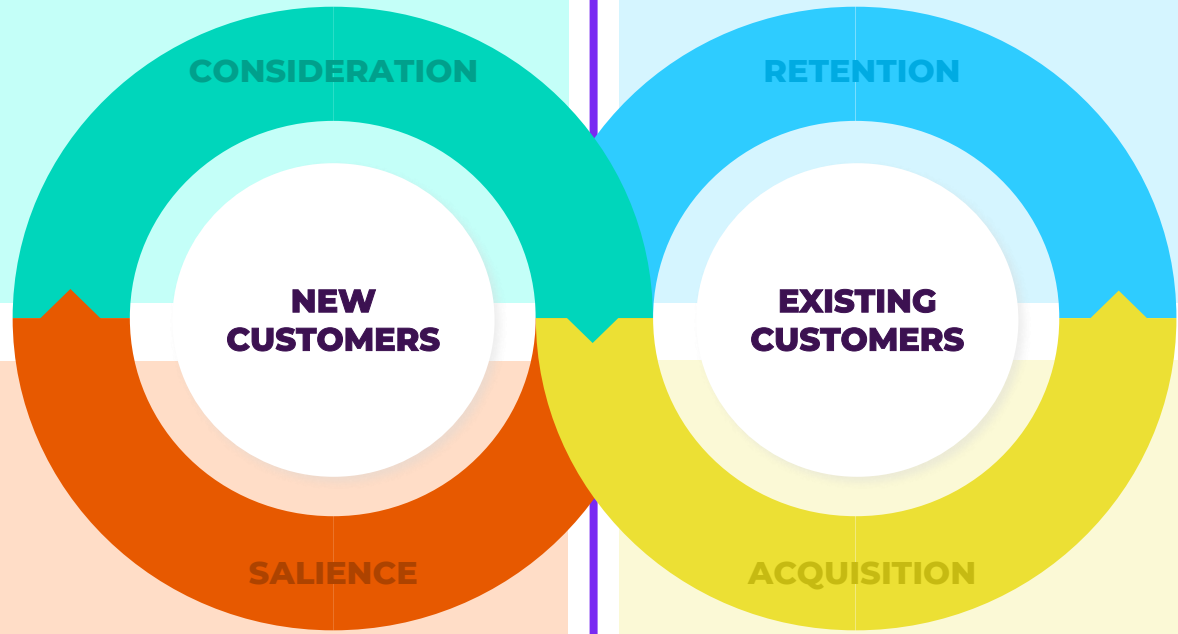 CONSIDERATION
RETENTION
NEW
CUSTOMERS
EXISTING
CUSTOMERS
SALIENCE
ACQUISITION